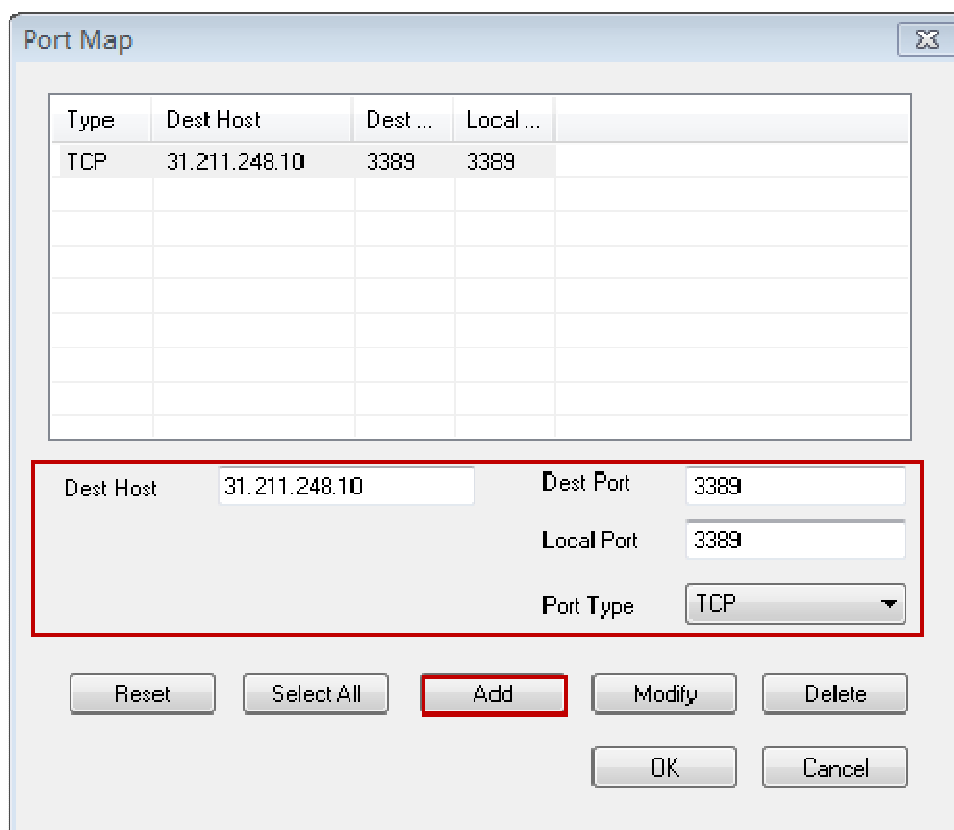 Port Map
Type Dest Host Dest ... Local ...
TCP 31.211.248.10 3389 3389
Dest Host 31.211.248.10 Dest Port 3389
Local Port 3389
Port Type TCP
Reset Select All Add Modify Delete
OK Cancel